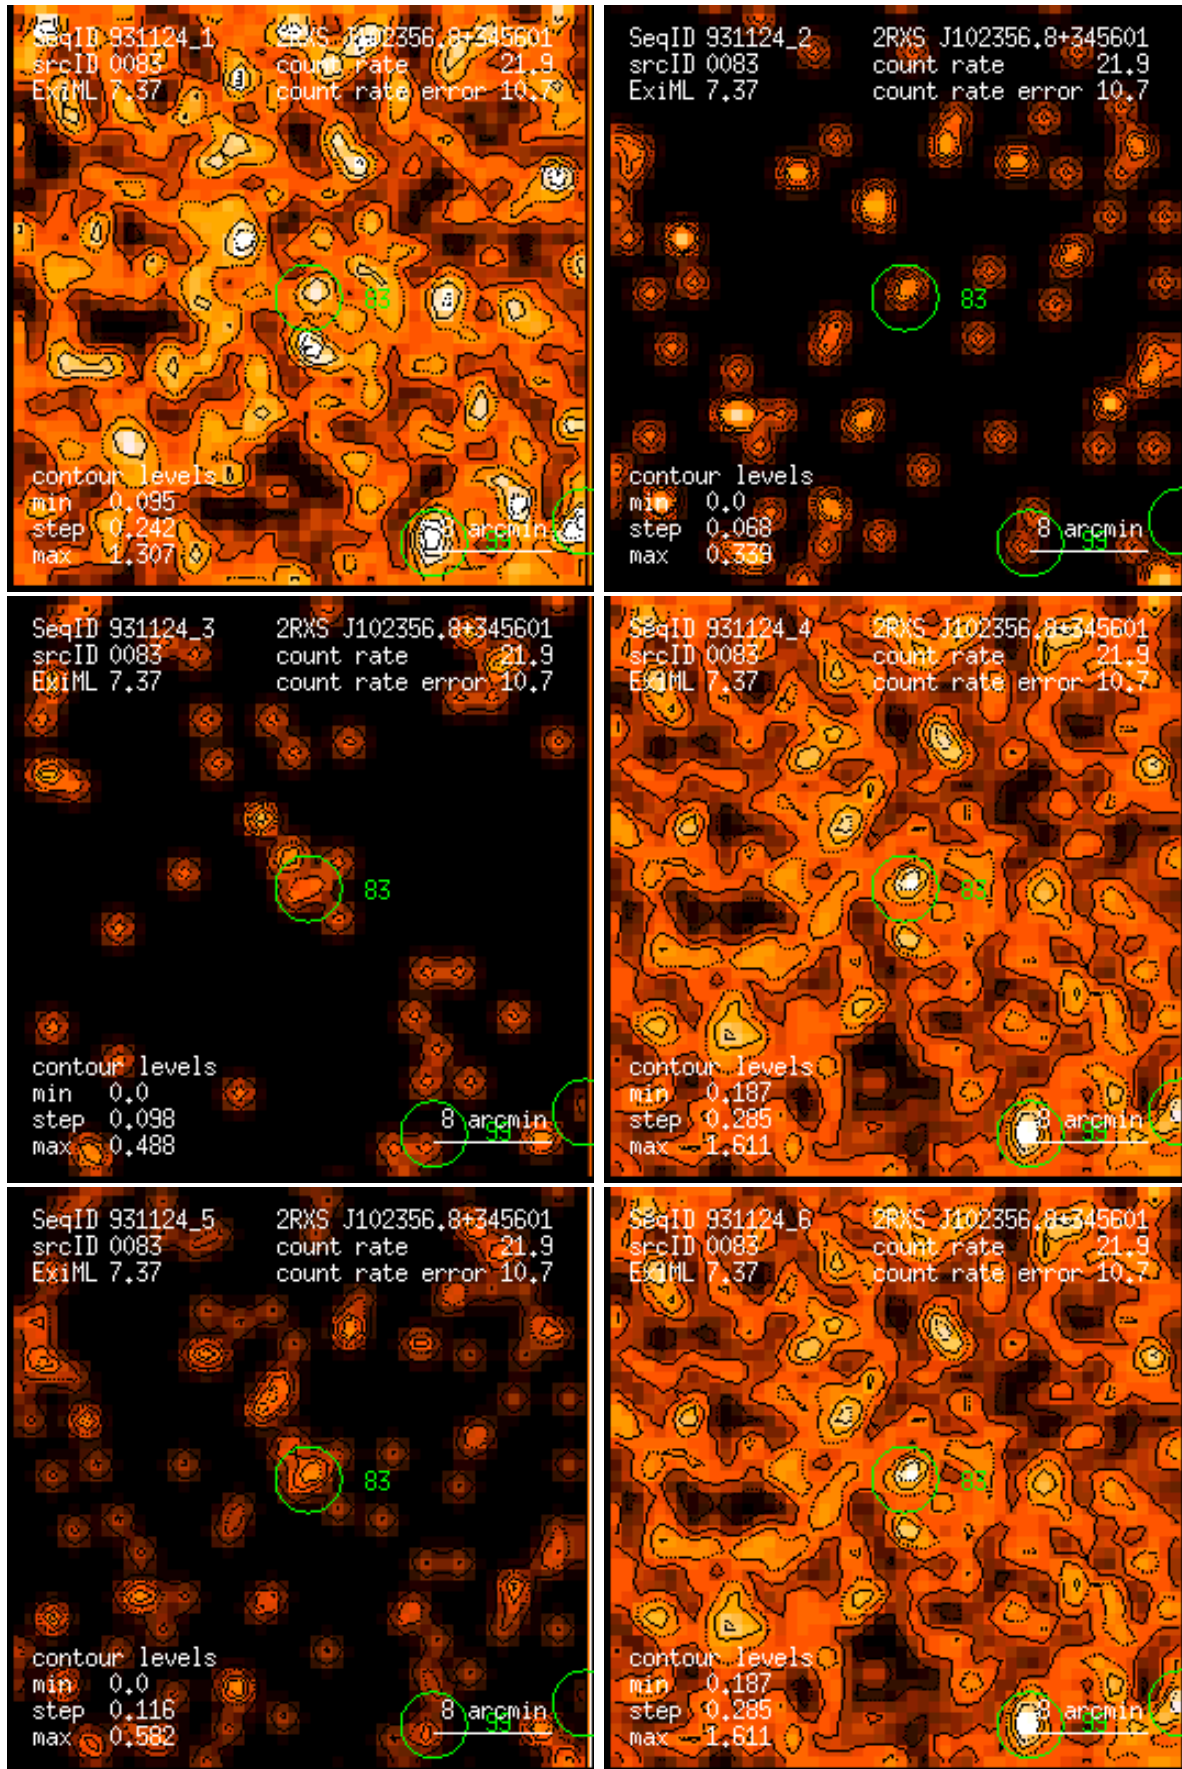 SeqID 931124_1 2RXS J102356.8+345601
srcID 0083 count rate 21.9
ExiML 7.37 count rate error 10.7
83
contour levels
min 0.095
step 0.242
max 1.307
8 arcmin
99
SeqID 931124_2 2RXS J102356.8+345601
srcID 0083 count rate 21.9
ExiML 7.37 count rate error 10.7
83
contour levels
min 0.0
step 0.068
max 0.339
8 arcmin
99
SeqID 931124_3 2RXS J102356.8+345601
srcID 0083 count rate 21.9
ExiML 7.37 count rate error 10.7
83
contour levels
min 0.0
step 0.098
max 0.488
8 arcmin
99
SeqID 931124_4 2RXS J102356.8+345601
srcID 0083 count rate 21.9
ExiML 7.37 count rate error 10.7
83
contour levels
min 0.187
step 0.285
max 1.611
8 arcmin
99
SeqID 931124_5 2RXS J102356.8+345601
srcID 0083 count rate 21.9
ExiML 7.37 count rate error 10.7
83
contour levels
min 0.0
step 0.116
max 0.582
8 arcmin
99
SeqID 931124_6 2RXS J102356.8+345601
srcID 0083 count rate 21.9
ExiML 7.37 count rate error 10.7
83
contour levels
min 0.187
step 0.285
max 1.611
8 arcmin
99